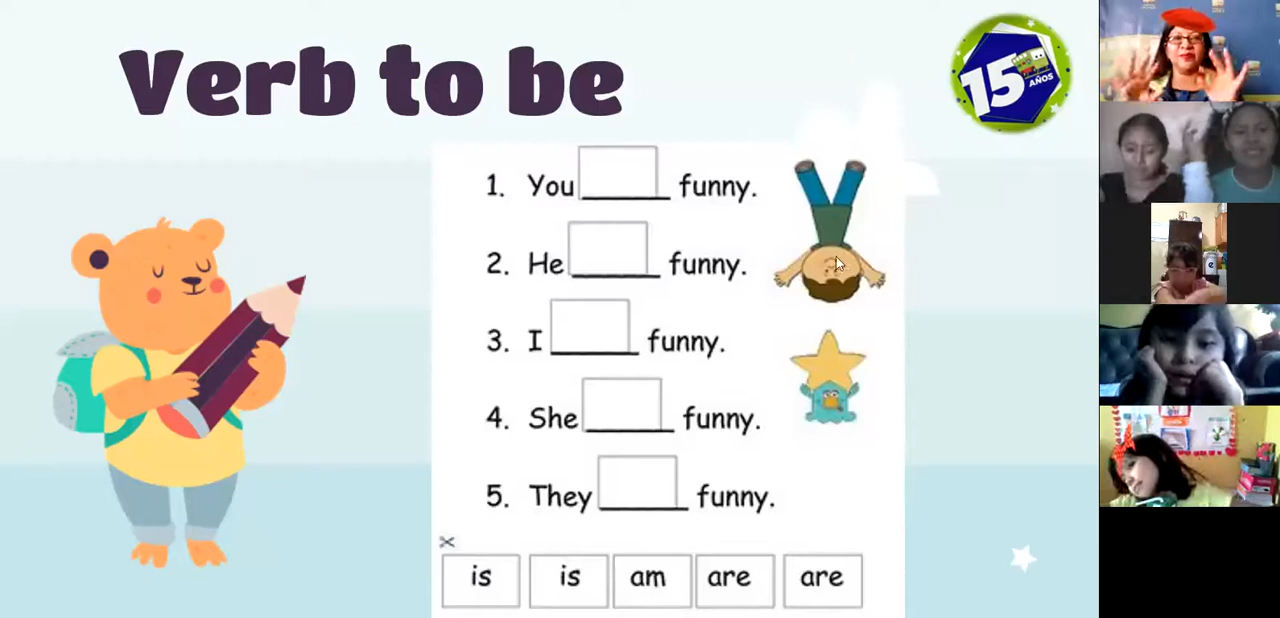 Verb to be
15
AÑOS
1. You ______ funny.
2. He ______ funny.
3. I ______ funny.
4. She ______ funny.
5. They ______ funny.
is is am are are